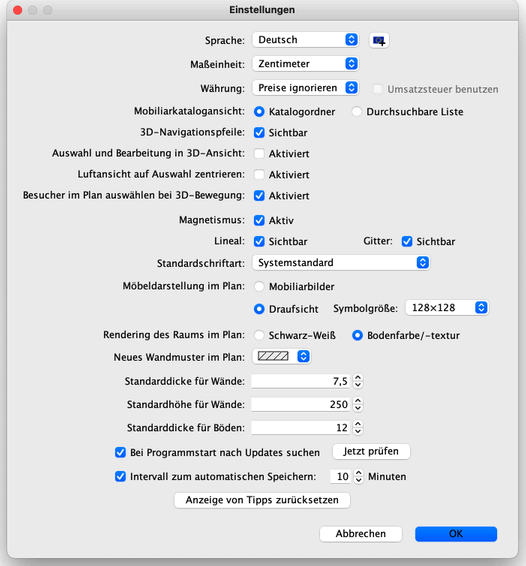 Einstellungen
Sprache: Deutsch
Maßeinheit: Zentimeter
Währung: Preise ignorieren Umsatzsteuer benutzen
Mobiliarkatalogansicht: Katalogordner Durchsuchbare Liste
3D-Navigationspfeile: Sichtbar
Auswahl und Bearbeitung in 3D-Ansicht: Aktiviert
Luftansicht auf Auswahl zentrieren: Aktiviert
Besucher im Plan auswählen bei 3D-Bewegung: Aktiviert
Magnetismus: Aktiv
Lineal: Sichtbar Gitter: Sichtbar
Standardschriftart: Systemstandard
Möbeldarstellung im Plan: Mobiliarbilder
Draufsicht Symbolgröße: 128×128
Rendering des Raums im Plan: Schwarz-Weiß Bodenfarbe/-textur
Neues Wandmuster im Plan:
Standarddicke für Wände: 7,5
Standardhöhe für Wände: 250
Standarddicke für Böden: 12
Bei Programmstart nach Updates suchen Jetzt prüfen
Intervall zum automatischen Speichern: 10 Minuten
Anzeige von Tipps zurücksetzen
Abbrechen OK